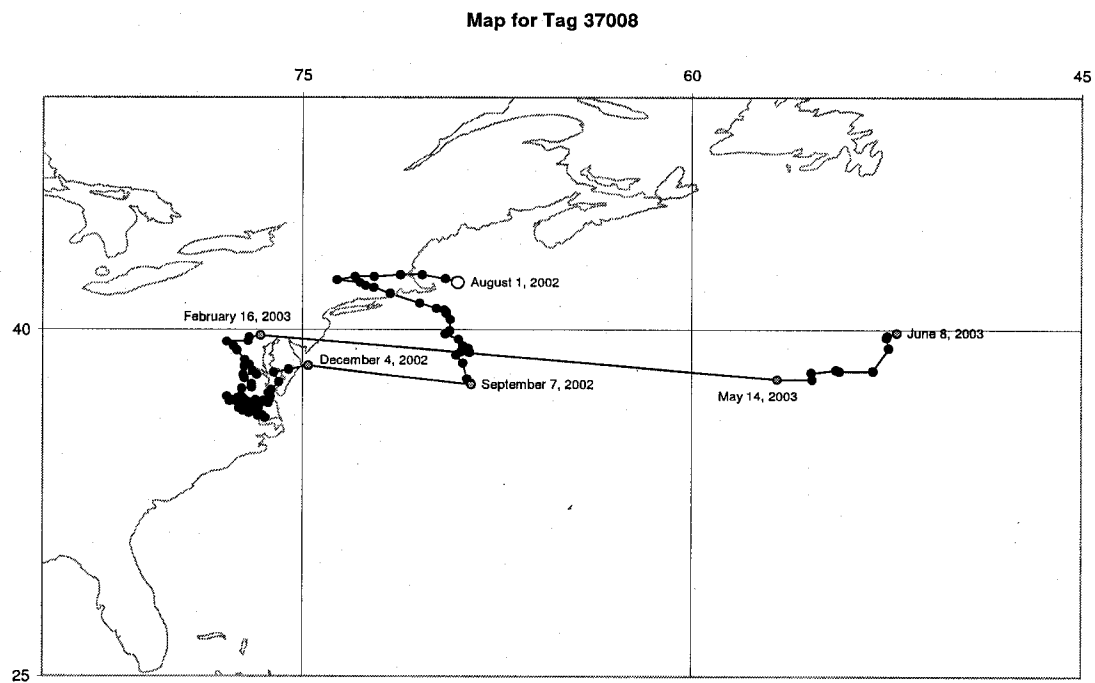 Map for Tag 37008
75 60 45
August 1, 2002
February 16, 2003
40
June 8, 2003
December 4, 2002
September 7, 2002
May 14, 2003
25